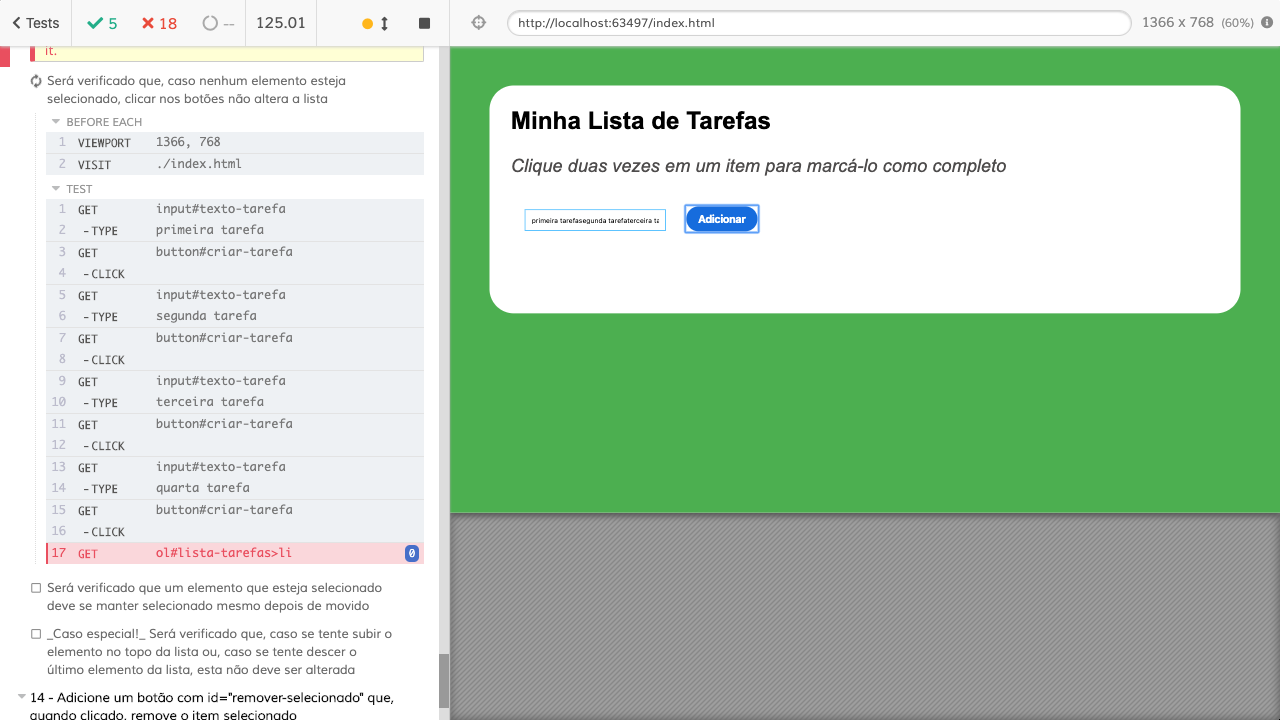 Tests 5 18 -- 125.01 http://localhost:63497/index.html 1366 x 768 (60%)
it.
Será verificado que, caso nenhum elemento esteja
selecionado, clicar nos botões não altera a lista
BEFORE EACH
1 VIEWPORT 1366, 768
2 VISIT ./index.html
TEST
1 GET input#texto-tarefa
2 -TYPE primeira tarefa
3 GET button#criar-tarefa
4 -CLICK
5 GET input#texto-tarefa
6 -TYPE segunda tarefa
7 GET button#criar-tarefa
8 -CLICK
9 GET input#texto-tarefa
10 -TYPE terceira tarefa
11 GET button#criar-tarefa
12 -CLICK
13 GET input#texto-tarefa
14 -TYPE quarta tarefa
15 GET button#criar-tarefa
16 -CLICK
17 GET ol#lista-tarefas>li 0
Será verificado que um elemento que esteja selecionado
deve se manter selecionado mesmo depois de movido
_Caso especial!_ Será verificado que, caso se tente subir o
elemento no topo da lista ou, caso se tente descer o
último elemento da lista, esta não deve ser alterada
14 - Adicione um botão com id="remover-selecionado" que,
quando clicado, remove o item selecionado
Minha Lista de Tarefas
Clique duas vezes em um item para marcá-lo como completo
primeira tarefasegunda tarefaterceira ta
Adicionar